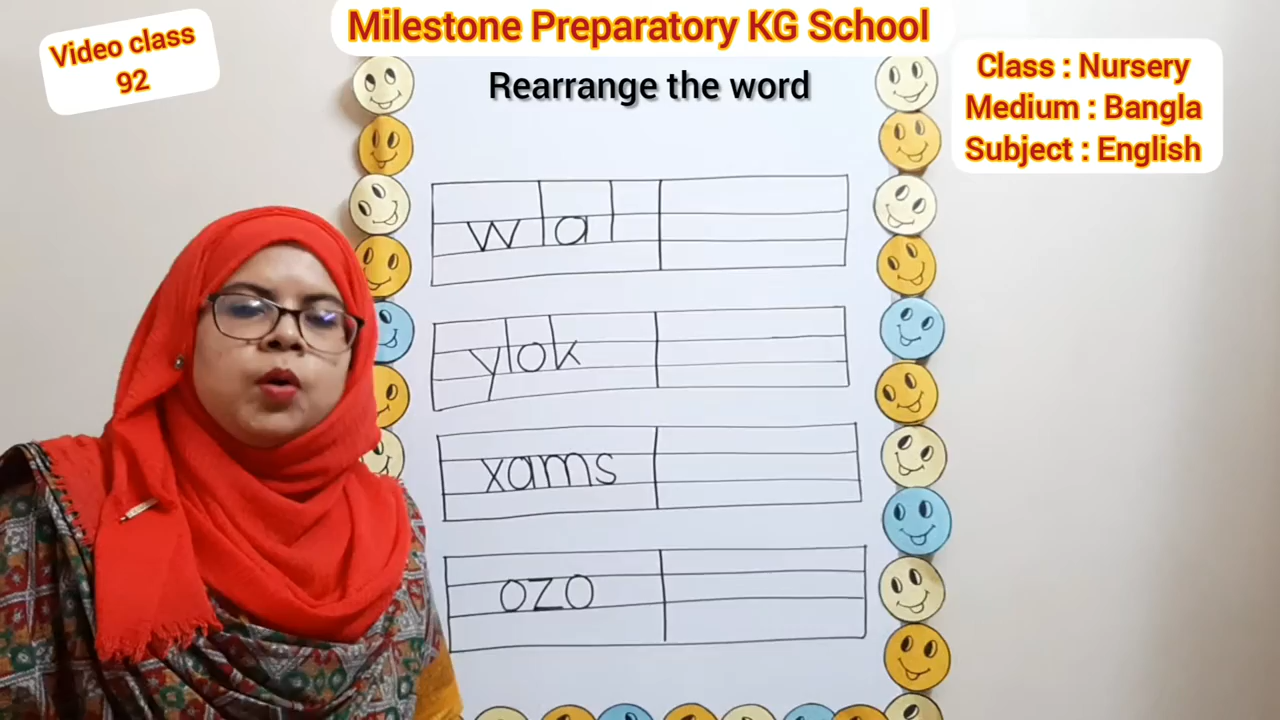 Video class
92
Milestone Preparatory KG School
Rearrange the word
Class : Nursery
Medium : Bangla
Subject : English
wlal
ylok
xams
ozo